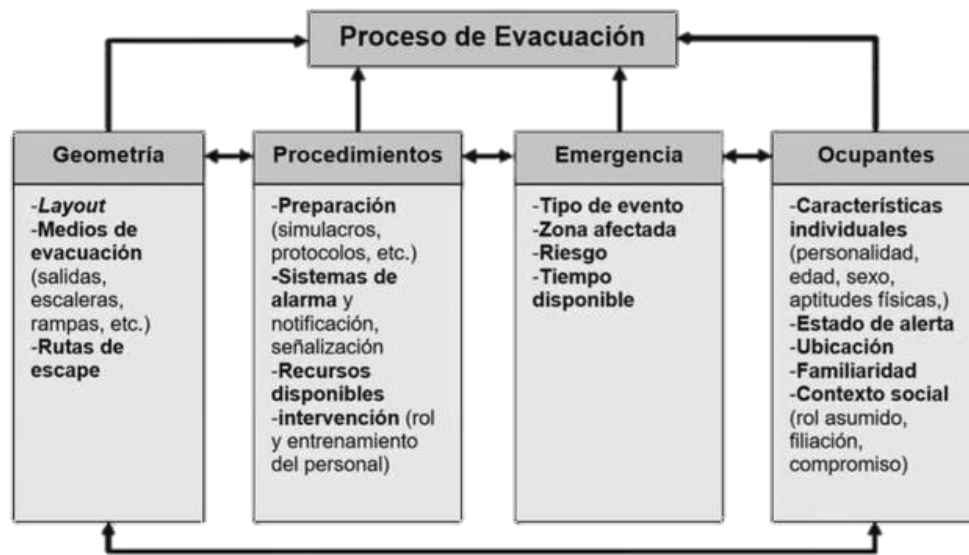 Proceso de Evacuación
Geometría
-Layout
-Medios de
evacuación
(salidas,
escaleras,
rampas, etc.)
-Rutas de
escape
Procedimientos
-Preparación
(simulacros,
protocolos, etc.)
-Sistemas de
alarma y
notificación,
señalización
-Recursos
disponibles
-intervención (rol
y entrenamiento
del personal)
Emergencia
-Tipo de evento
-Zona afectada
-Riesgo
-Tiempo
disponible
Ocupantes
-Características
individuales
(personalidad,
edad, sexo,
aptitudes físicas,)
-Estado de alerta
-Ubicación
-Familiaridad
-Contexto social
(rol asumido,
filiación,
compromiso)